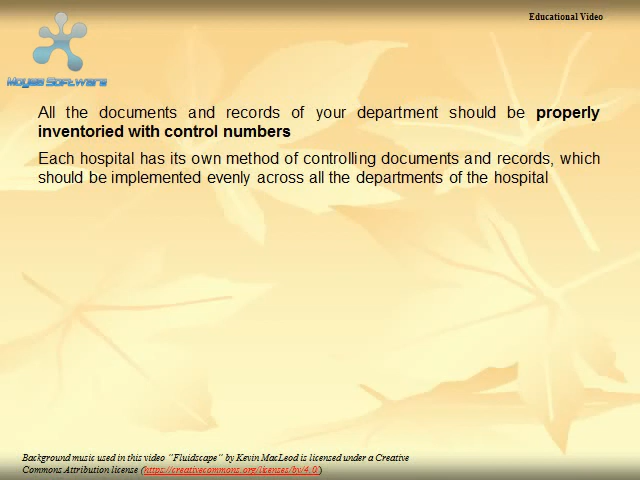 Educational Video
Moyea Software
All the documents and records of your department should be properly
inventoried with control numbers
Each hospital has its own method of controlling documents and records, which
should be implemented evenly across all the departments of the hospital
Background music used in this video "Fluidscape" by Kevin MacLeod is licensed under a Creative
Commons Attribution license (https://creativecommons.org/licenses/by/4.0/)